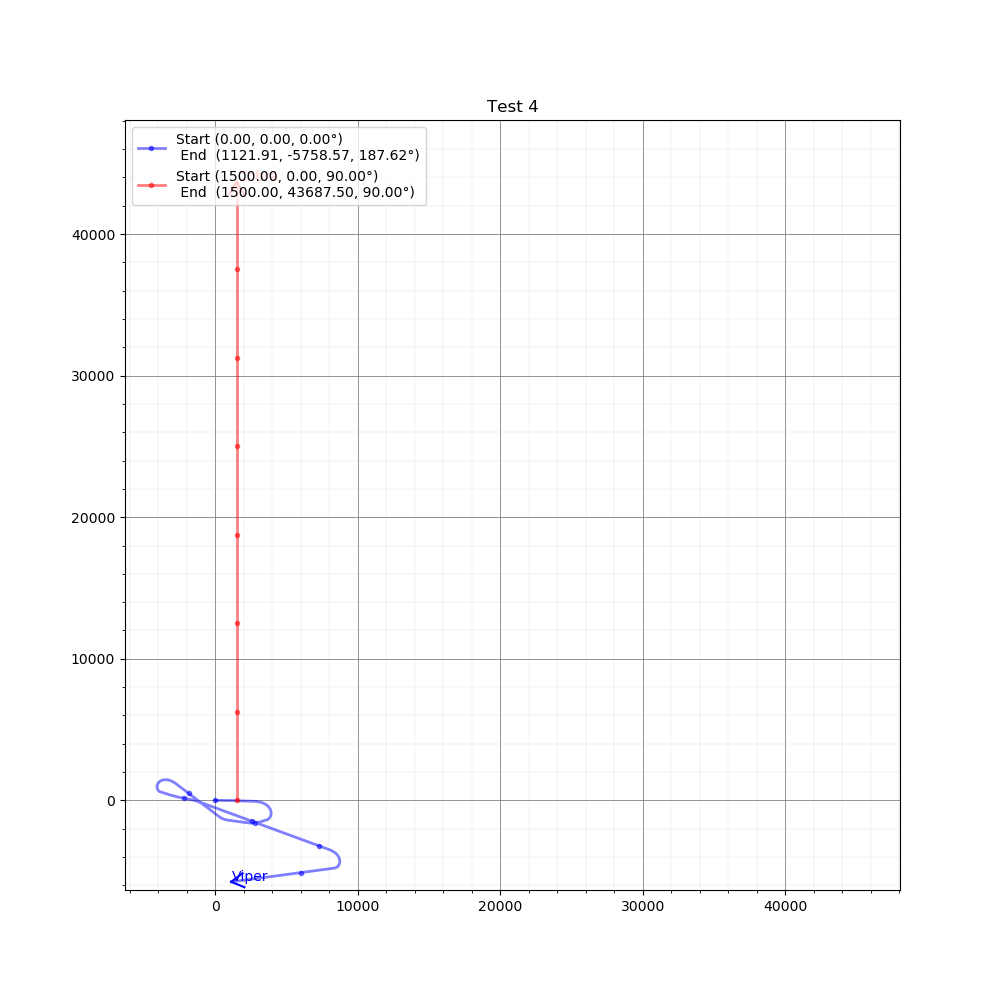 Test 4
Start (0.00, 0.00, 0.00°)
End  (1121.91, -5758.57, 187.62°)
Start (1500.00, 0.00, 90.00°)
End  (1500.00, 43687.50, 90.00°)
40000
30000
20000
10000
0
Viper
0
10000
20000
30000
40000